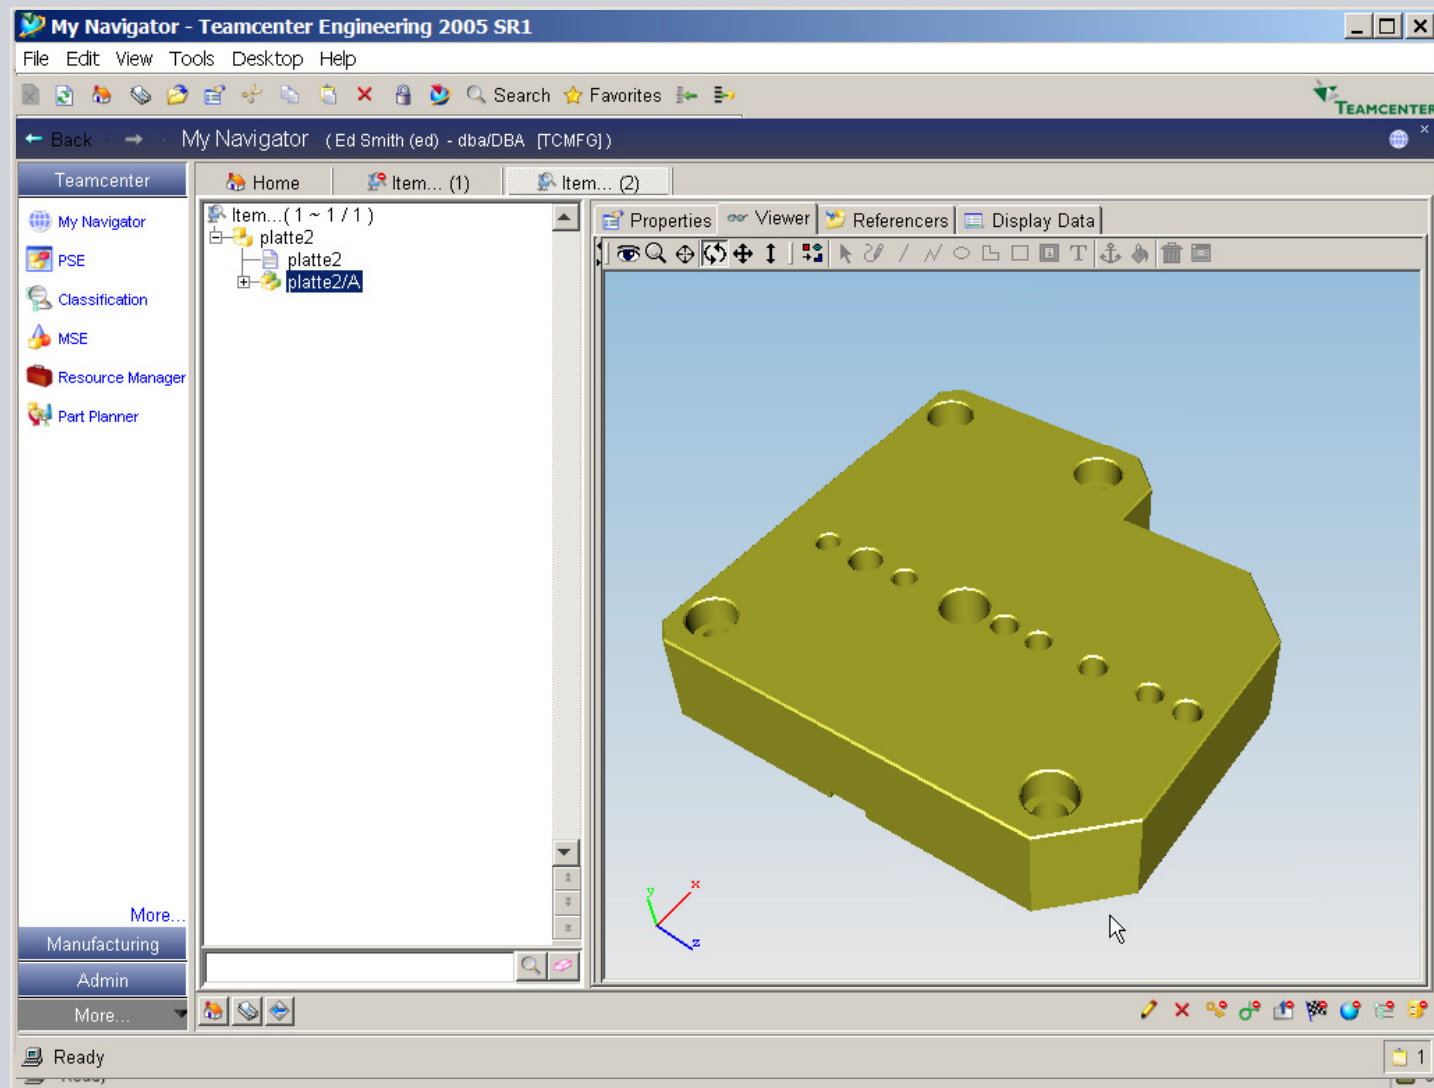 My Navigator - Teamcenter Engineering 2005 SR1
File Edit View Tools Desktop Help
Search Favorites
TEAMCENTER
Back My Navigator ( Ed Smith (ed) - dba/DBA [TCMFG] )
Teamcenter
My Navigator
PSE
Classification
MSE
Resource Manager
Part Planner
More...
Manufacturing
Admin
More...
Home Item... (1) Item... (2)
Item...( 1 ~ 1 / 1 )
platte2
platte2
platte2/A
Properties Viewer Referencers Display Data
T
y x
z
Ready 1
Ready